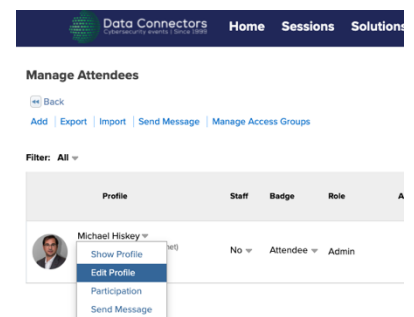 Data Connectors
Cybersecurity events | Since 1999
Home Sessions Solutions
Manage Attendees
Back
Add | Export | Import | Send Message | Manage Access Groups
Filter: All
Profile Staff Badge Role A
Michael Hiskey
net)
No Attendee Admin
Show Profile
Edit Profile
Participation
Send Message